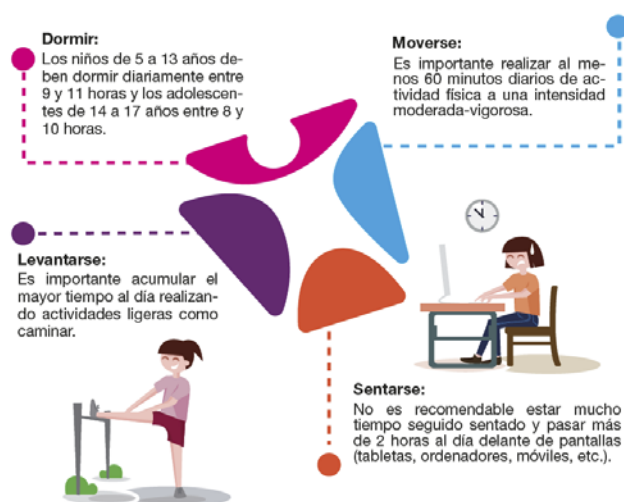 Dormir:
Los niños de 5 a 13 años de-
ben dormir diariamente entre
9 y 11 horas y los adolescen-
tes de 14 a 17 años entre 8 y
10 horas.
Moverse:
Es importante realizar al me-
nos 60 minutos diarios de ac-
tividad física a una intensidad
moderada-vigorosa.
Levantarse:
Es importante acumular el
mayor tiempo al día realizan-
do actividades ligeras como
caminar.
Sentarse:
No es recomendable estar mucho
tiempo seguido sentado y pasar más
de 2 horas al día delante de pantallas
(tabletas, ordenadores, móviles, etc.).